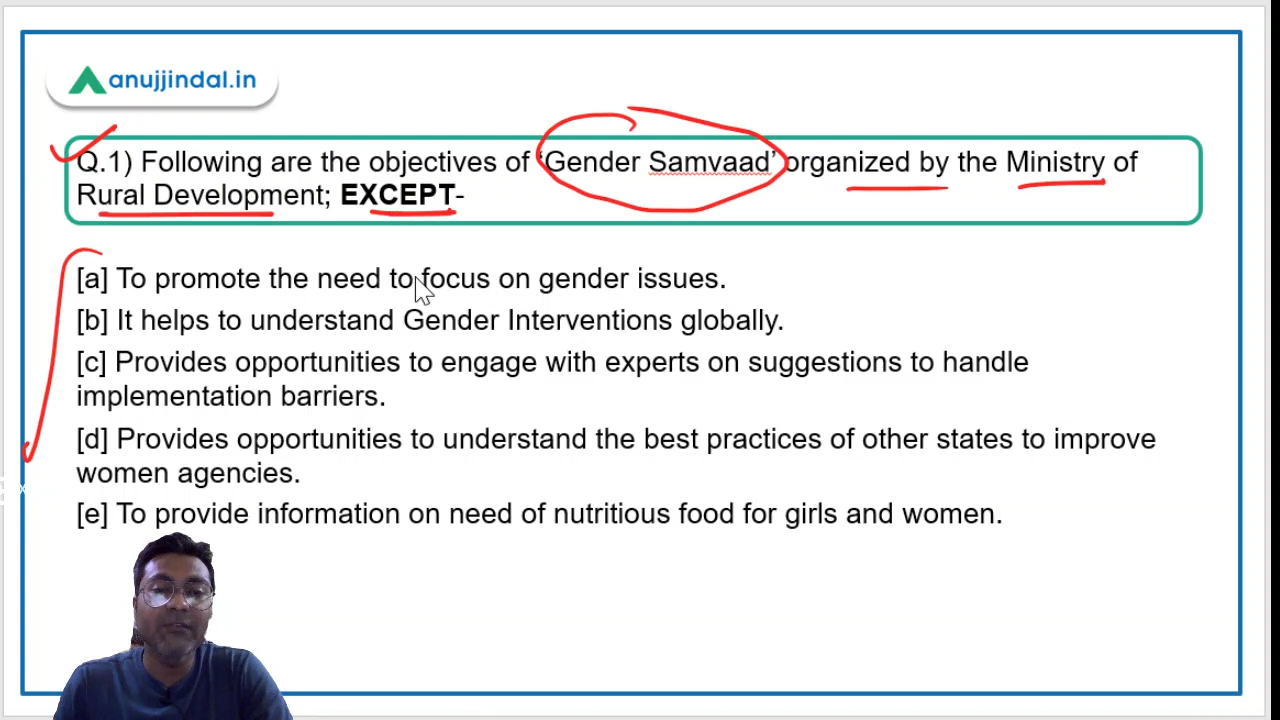 anujjindal.in
Q.1) Following are the objectives of ‘Gender Samvaad’ organized by the Ministry of
Rural Development; EXCEPT-
[a] To promote the need to focus on gender issues.
[b] It helps to understand Gender Interventions globally.
[c] Provides opportunities to engage with experts on suggestions to handle
implementation barriers.
[d] Provides opportunities to understand the best practices of other states to improve
women agencies.
[e] To provide information on need of nutritious food for girls and women.